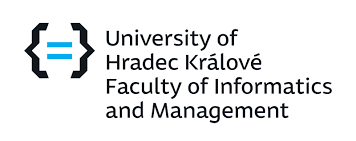 University of
Hradec Králové
Faculty of Informatics
and Management